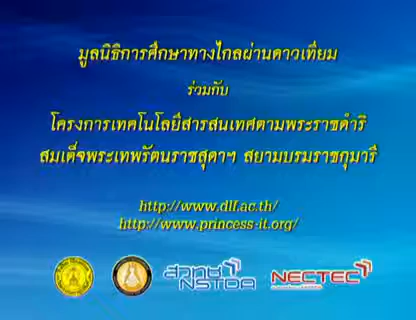 มูลนิธิการศึกษาทางไกลผ่านดาวเทียม
ร่วมกับ
โครงการเทคโนโลยีสารสนเทศตามพระราชดำริ
สมเด็จพระเทพรัตนราชสุดาฯ สยามบรมราชกุมารี
http://www.dlf.ac.th/
http://www.princess-it.org/
สวทช
NSTDA
NECTEC